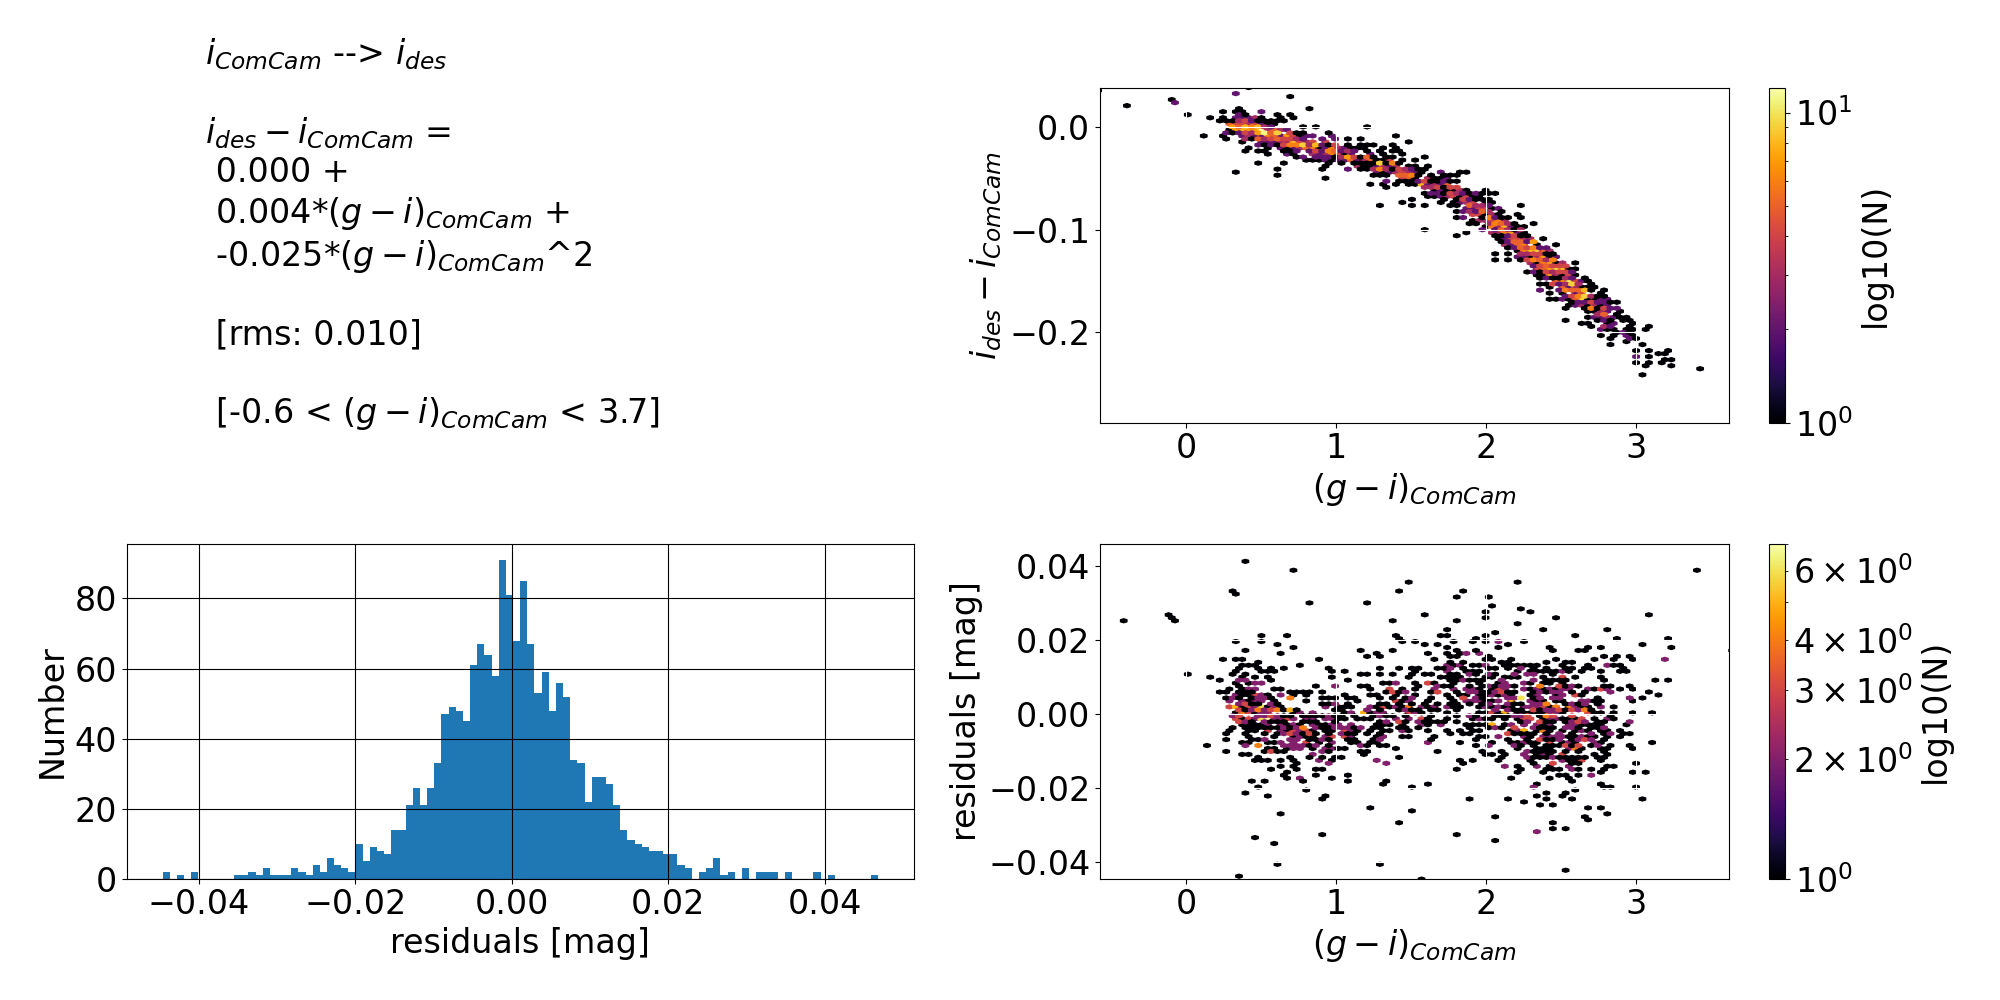 i_ComCam --> i_des
i_des − i_ComCam =
0.000 +
0.004*(g − i)_ComCam +
-0.025*(g − i)_ComCam^2
[rms: 0.010]
[-0.6 < (g − i)_ComCam < 3.7]
0.0
−0.1
−0.2
i_des − i_ComCam
0 1 2 3
(g − i)_ComCam
10^1
10^0
log10(N)
80
60
40
20
0
Number
−0.04 −0.02 0.00 0.02 0.04
residuals [mag]
0.04
0.02
0.00
−0.02
−0.04
residuals [mag]
0 1 2 3
(g − i)_ComCam
6 × 10^0
4 × 10^0
3 × 10^0
2 × 10^0
10^0
log10(N)